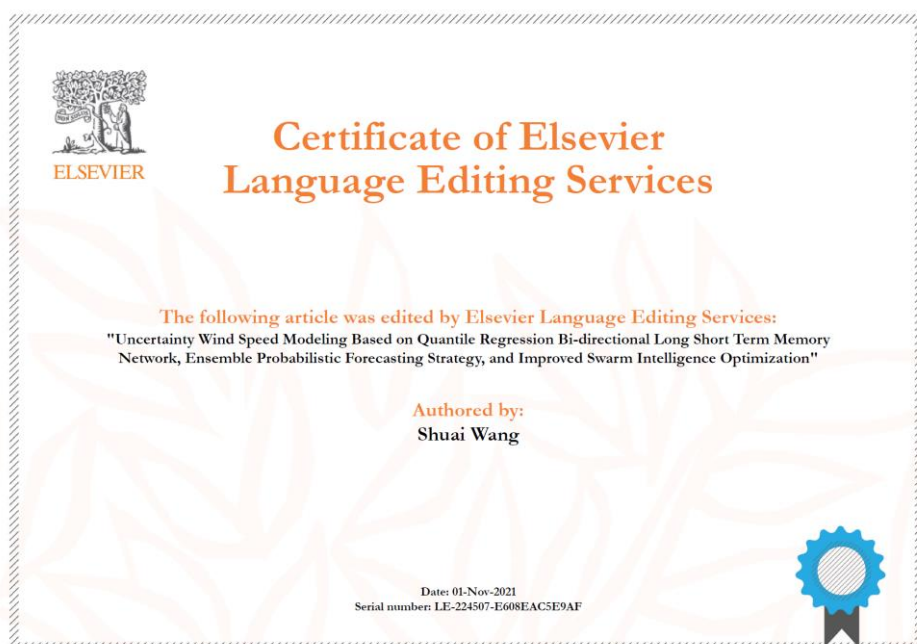 ELSEVIER
Certificate of Elsevier
Language Editing Services
The following article was edited by Elsevier Language Editing Services:
"Uncertainty Wind Speed Modeling Based on Quantile Regression Bi-directional Long Short Term Memory
Network, Ensemble Probabilistic Forecasting Strategy, and Improved Swarm Intelligence Optimization"
Authored by:
Shuai Wang
Date: 01-Nov-2021
Serial number: LE-224507-E608EAC5E9AF